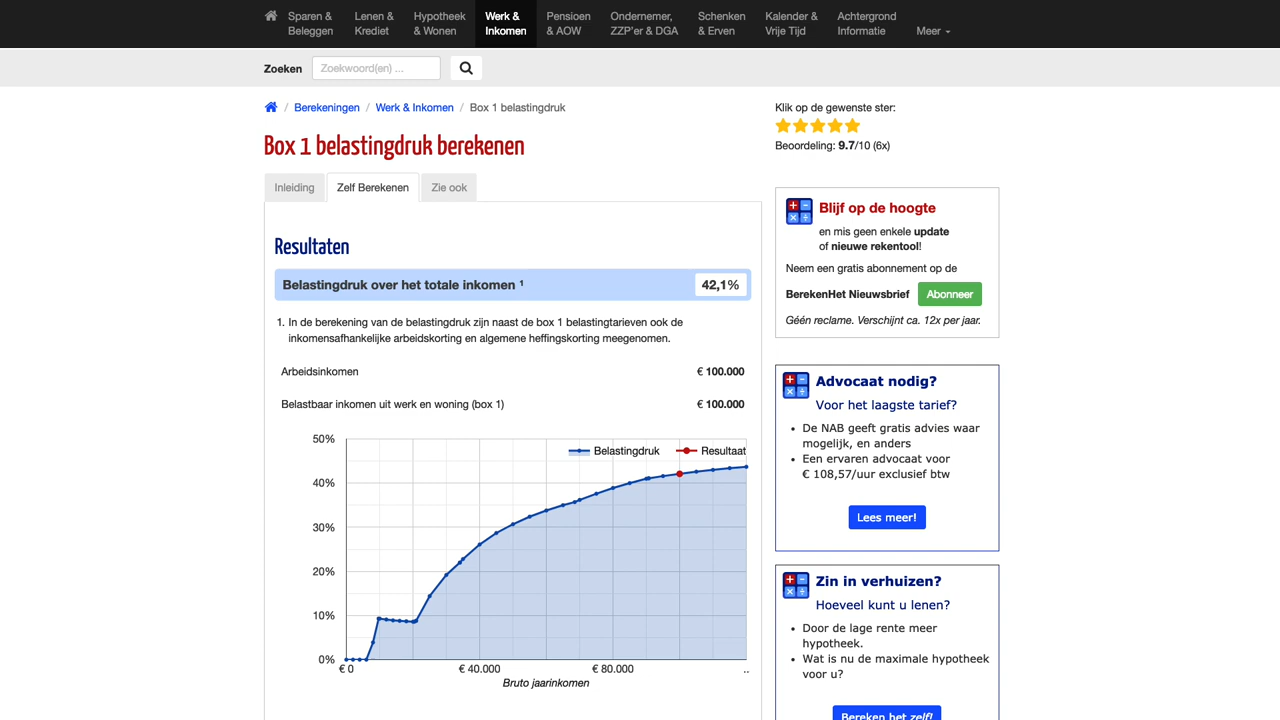 Sparen & Beleggen
Lenen & Krediet
Hypotheek & Wonen
Werk & Inkomen
Pensioen & AOW
Ondernemer, ZZP'er & DGA
Schenken & Erven
Kalender & Vrije Tijd
Achtergrond Informatie
Meer
Zoeken
Zoekwoord(en) ...
/ Berekeningen / Werk & Inkomen / Box 1 belastingdruk
Box 1 belastingdruk berekenen
Inleiding
Zelf Berekenen
Zie ook
Resultaten
Belastingdruk over het totale inkomen ¹ 42,1%
1. In de berekening van de belastingdruk zijn naast de box 1 belastingtarieven ook de
inkomensafhankelijke arbeidskorting en algemene heffingskorting meegenomen.
Arbeidsinkomen € 100.000
Belastbaar inkomen uit werk en woning (box 1) € 100.000
Belastingdruk
Resultaat
50%
40%
30%
20%
10%
0%
€ 0
€ 40.000
€ 80.000
..
Bruto jaarinkomen
Klik op de gewenste ster:
Beoordeling: 9.7/10 (6x)
Blijf op de hoogte
en mis geen enkele update
of nieuwe rekentool!
Neem een gratis abonnement op de
BerekenHet Nieuwsbrief Abonneer
Géén reclame. Verschijnt ca. 12x per jaar.
Advocaat nodig?
Voor het laagste tarief?
• De NAB geeft gratis advies waar
mogelijk, en anders
• Een ervaren advocaat voor
€ 108,57/uur exclusief btw
Lees meer!
Zin in verhuizen?
Hoeveel kunt u lenen?
• Door de lage rente meer
hypotheek.
• Wat is nu de maximale hypotheek
voor u?
Bereken het zelf!